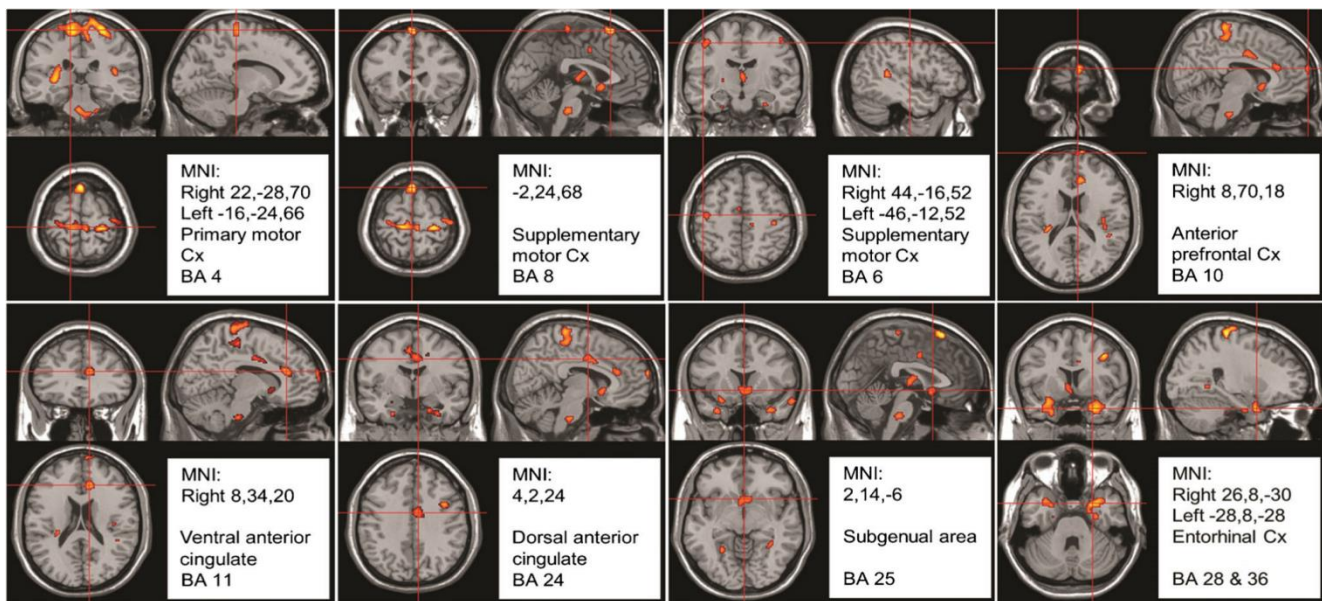 MNI:
Right 22,-28,70
Left -16,-24,66
Primary motor
Cx
BA 4
MNI:
-2,24,68
Supplementary
motor Cx
BA 8
MNI:
Right 44,-16,52
Left -46,-12,52
Supplementary
motor Cx
BA 6
MNI:
Right 8,70,18
Anterior
prefrontal Cx
BA 10
MNI:
Right 8,34,20
Ventral anterior
cingulate
BA 11
MNI:
4,2,24
Dorsal anterior
cingulate
BA 24
MNI:
2,14,-6
Subgenual area
BA 25
MNI:
Right 26,8,-30
Left -28,8,-28
Entorhinal Cx
BA 28 & 36